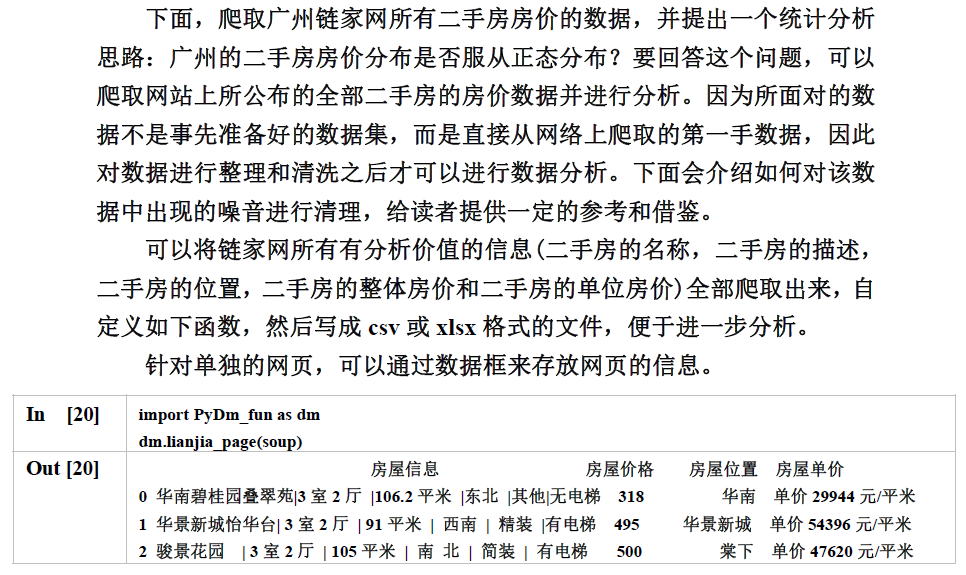 下面，爬取广州链家网所有二手房房价的数据，并提出一个统计分析
思路：广州的二手房房价分布是否服从正态分布？要回答这个问题，可以
爬取网站上所公布的全部二手房的房价数据并进行分析。因为所面对的数
据不是事先准备好的数据集，而是直接从网络上爬取的第一手数据，因此
对数据进行整理和清洗之后才可以进行数据分析。下面会介绍如何对该数
据中出现的噪音进行清理，给读者提供一定的参考和借鉴。
可以将链家网所有有分析价值的信息(二手房的名称，二手房的描述，
二手房的位置，二手房的整体房价和二手房的单位房价)全部爬取出来，自
定义如下函数，然后写成 csv 或 xlsx 格式的文件，便于进一步分析。
针对单独的网页，可以通过数据框来存放网页的信息。
In [20] import PyDm_fun as dm
dm.lianjia_page(soup)
Out [20] 房屋信息 房屋价格 房屋位置 房屋单价
0 华南碧桂园叠翠苑|3 室 2 厅 |106.2 平米 |东北 |其他|无电梯 318 华南 单价 29944 元/平米
1 华景新城怡华台| 3 室 2 厅 | 91 平米 | 西南 | 精装 |有电梯 495 华景新城 单价 54396 元/平米
2 骏景花园 | 3 室 2 厅 | 105 平米 | 南 北 | 简装 | 有电梯 500 棠下 单价 47620 元/平米